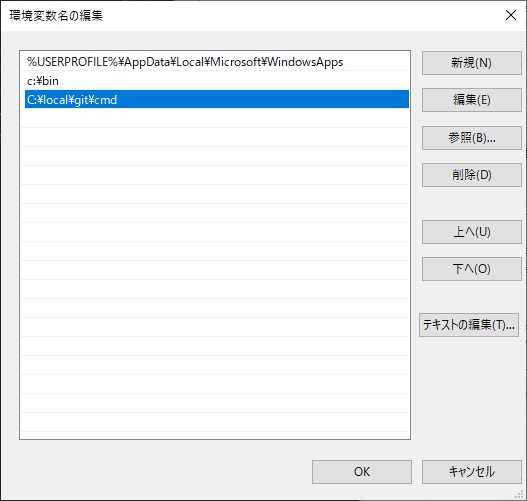 環境変数名の編集
%USERPROFILE%¥AppData¥Local¥Microsoft¥WindowsApps
c:¥bin
C:¥local¥git¥cmd
新規(N)
編集(E)
参照(B)...
削除(D)
上へ(U)
下へ(O)
テキストの編集(T)...
OK
キャンセル